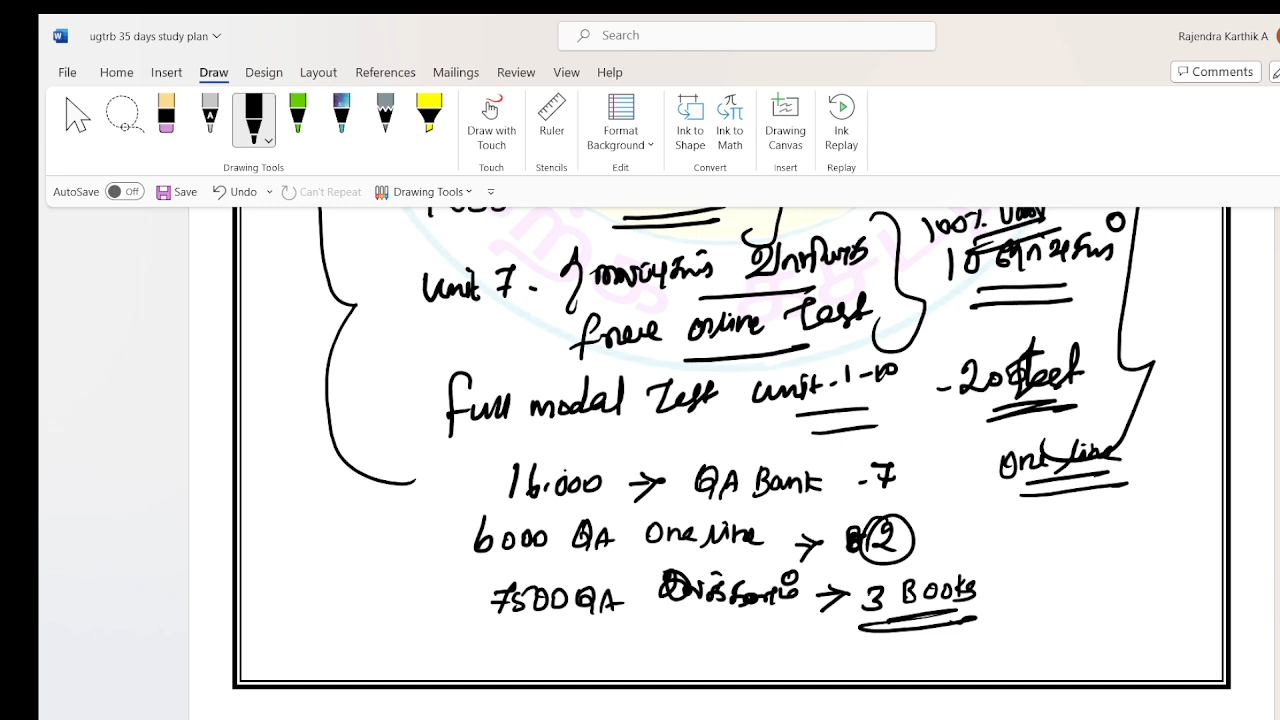 ugtrb 35 days study plan
Search
Rajendra Karthik A
File Home Insert Draw Design Layout References Mailings Review View Help
Comments
Draw with Touch
Ruler
Format Background
Ink to Shape
Ink to Math
Drawing Canvas
Ink Replay
Drawing Tools
Touch
Stencils
Edit
Convert
Insert
Replay
AutoSave Off Save Undo Can't Repeat Drawing Tools
100%
unit 7 -
10
free online Test
full modal Test unit - 1-10 - 20 Test
One line
16.000 → QA Bank - 7
6000 QA One line → 2
7500 QA → 3 Books